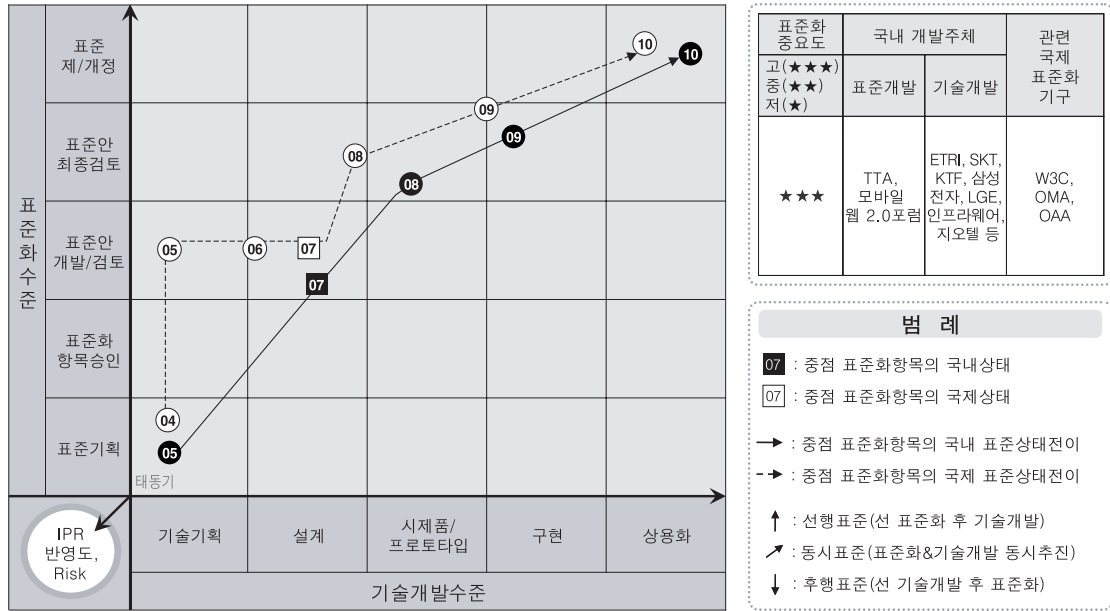 표준
제/개정
표준안
최종검토
표준안
개발/검토
표준화
항목승인
표준기획
표준화수준
10
10
09
09
08
08
05
06
07
07
04
05
태동기
IPR
반영도,
Risk
기술기획
설계
시제품/
프로토타입
구현
상용화
기술개발수준
표준화
중요도
국내 개발주체
관련
국제
표준화
기구
고(★★★)
중(★★)
저(★)
표준개발
기술개발
★★★
TTA,
모바일
웹 2.0포럼
ETRI, SKT,
KTF, 삼성
전자, LGE,
인프라웨어,
지오텔 등
W3C,
OMA,
OAA
범 례
07 : 중점 표준화항목의 국내상태
07 : 중점 표준화항목의 국제상태
: 중점 표준화항목의 국내 표준상태전이
: 중점 표준화항목의 국제 표준상태전이
: 선행표준(선 표준화 후 기술개발)
: 동시표준(표준화&기술개발 동시추진)
: 후행표준(선 기술개발 후 표준화)